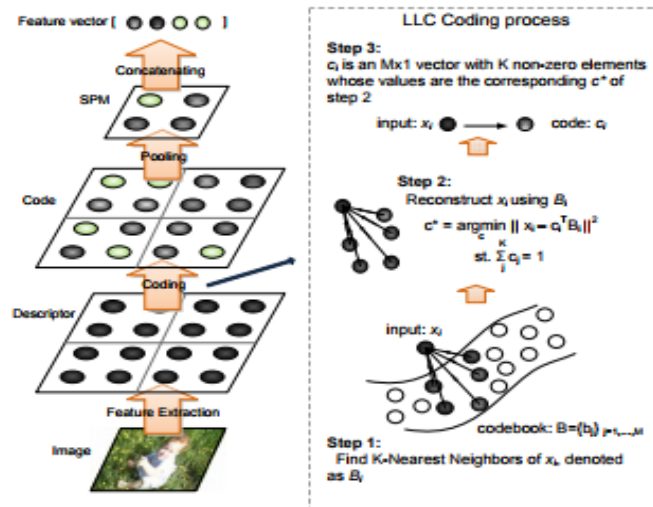 Feature vector [ ]
Concatenating
SPM
Pooling
Code
Coding
Descriptor
Feature Extraction
Image
LLC Coding process
Step 3:
cᵢ is an Mx1 vector with K non-zero elements
whose values are the corresponding c* of
step 2
input: xᵢ code: cᵢ
Step 2:
Reconstruct xᵢ using Bᵢ
c* = argmin || xᵢ – cᵢᵀBᵢ||²
c
K
st. Σ cⱼ = 1
j
input: xᵢ
codebook: B={bⱼ} j=1,...,M
Step 1:
Find K-Nearest Neighbors of xᵢ, denoted
as Bᵢ